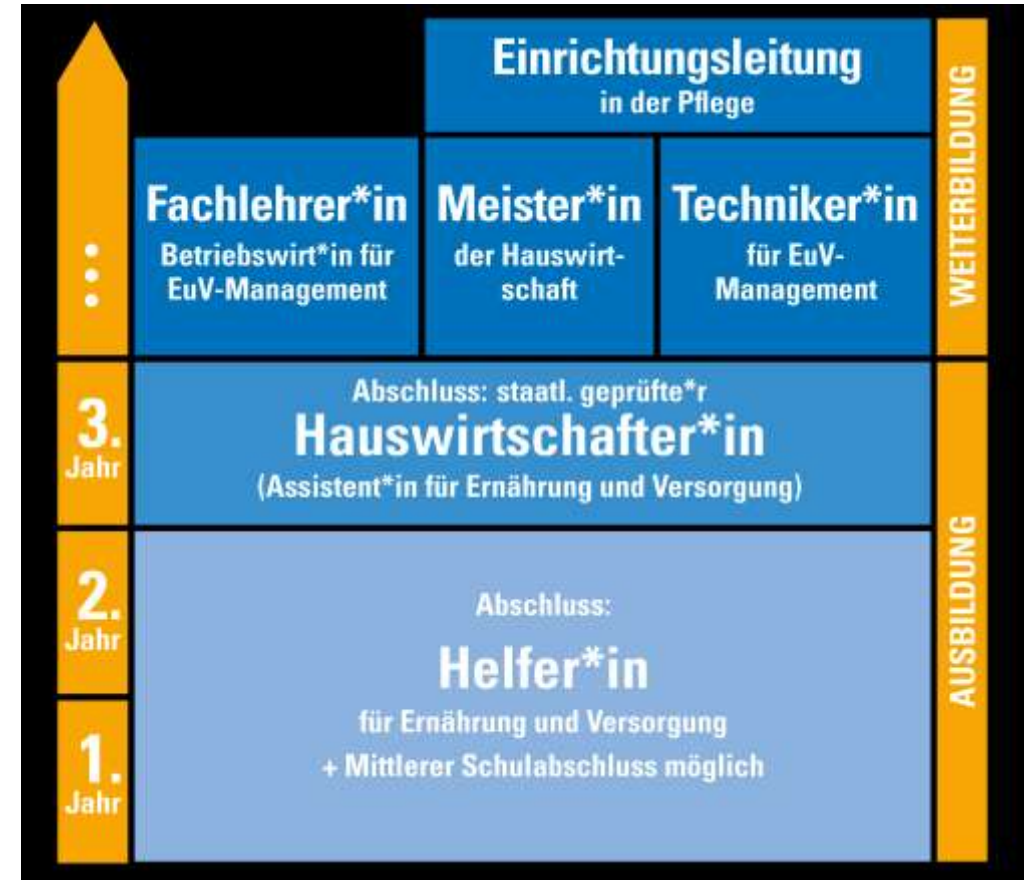 Einrichtungsleitung
in der Pflege
Fachlehrer*in
Betriebswirt*in für
EuV-Management
Meister*in
der Hauswirt-
schaft
Techniker*in
für EuV-
Management
WEITERBILDUNG
3.
Jahr
Abschluss: staatl. geprüfte*r
Hauswirtschafter*in
(Assistent*in für Ernährung und Versorgung)
2.
Jahr
Abschluss:
Helfer*in
für Ernährung und Versorgung
+ Mittlerer Schulabschluss möglich
1.
Jahr
AUSBILDUNG